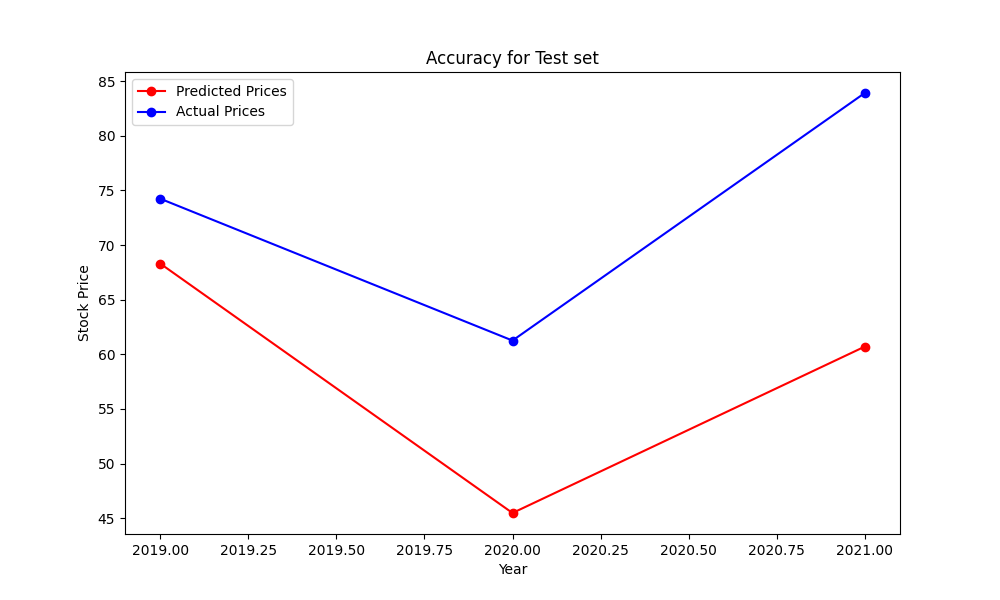 Accuracy for Test set
Predicted Prices
Actual Prices
85
80
75
70
65
60
55
50
45
Stock Price
2019.00 2019.25 2019.50 2019.75 2020.00 2020.25 2020.50 2020.75 2021.00
Year